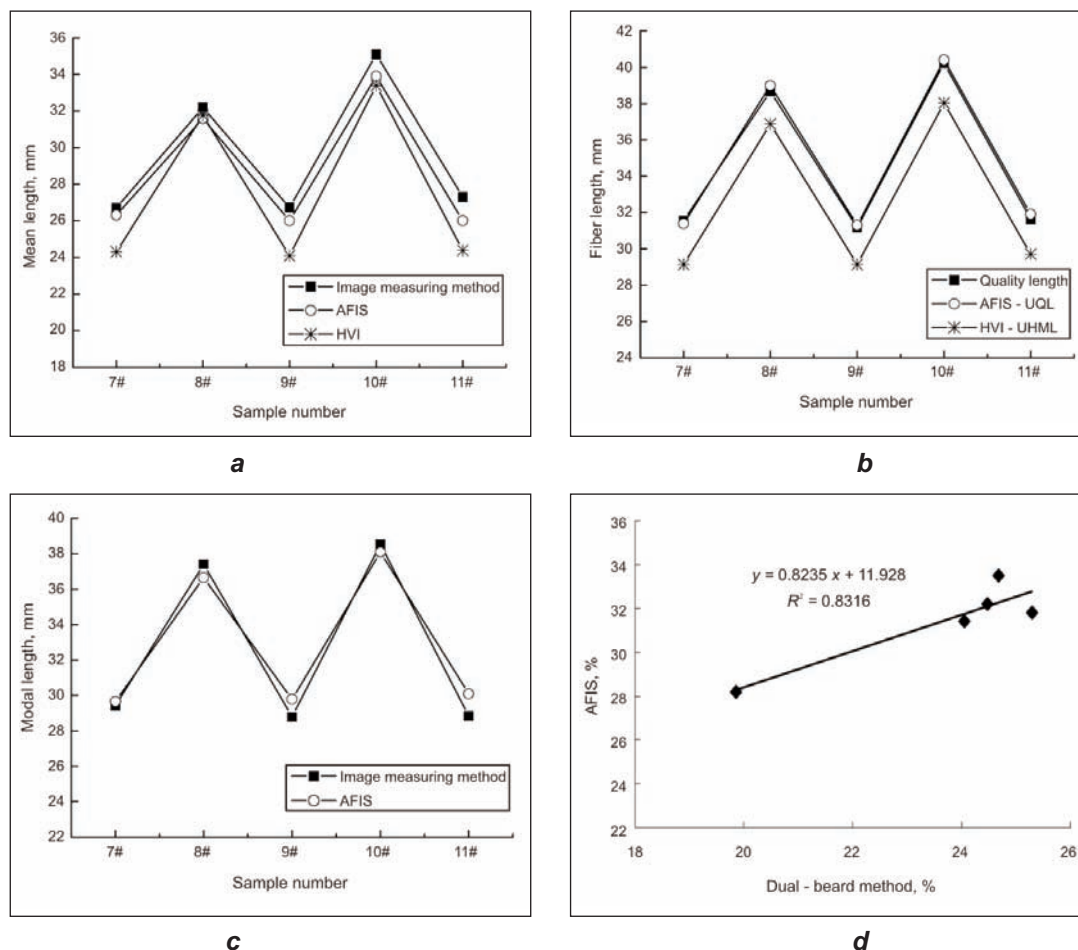 36
34
32
30
28
26
24
22
20
18
Mean length, mm
Image measuring method
AFIS
HVI
7# 8# 9# 10# 11#
Sample number
a
42
40
38
36
34
32
30
28
26
24
Fiber length, mm
Quality length
AFIS - UQL
HVI - UHML
7# 8# 9# 10# 11#
Sample number
b
40
38
36
34
32
30
28
26
24
22
Modal length, mm
Image measuring method
AFIS
7# 8# 9# 10# 11#
Sample number
c
36
34
32
30
28
26
24
22
AFIS, %
y = 0.8235 x + 11.928
R² = 0.8316
18 20 22 24 26
Dual - beard method, %
d